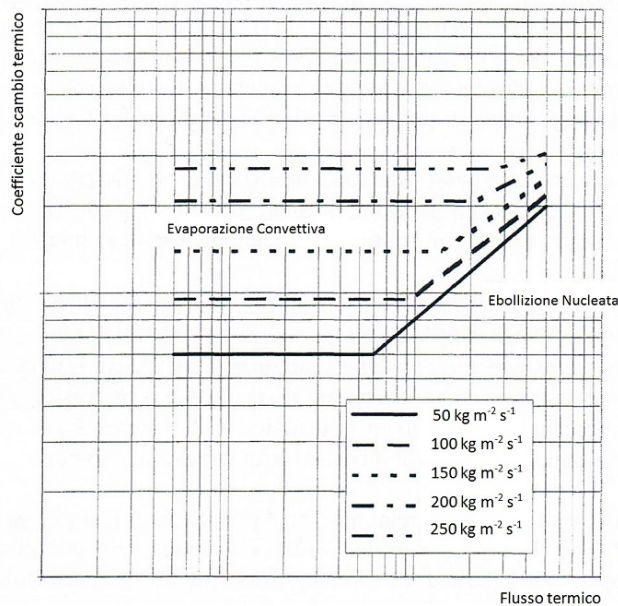 Coefficiente scambio termico
Evaporazione Convettiva
Ebollizione Nucleata
50 kg m⁻² s⁻¹
100 kg m⁻² s⁻¹
150 kg m⁻² s⁻¹
200 kg m⁻² s⁻¹
250 kg m⁻² s⁻¹
Flusso termico